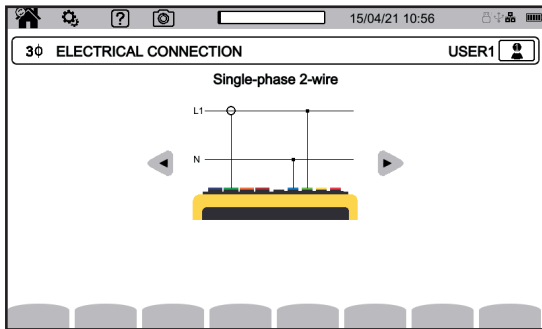 ? 15/04/21 10:56
3φ ELECTRICAL CONNECTION USER1
Single-phase 2-wire
L1
N